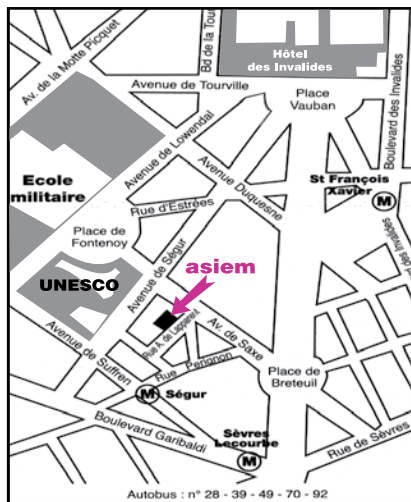 Av. de la Motte Picquet
Bd de la Tour
Hôtel
des Invalides
Avenue de Tourville
Place
Vauban
Boulevard des Invalides
Avenue de Lowendal
Avenue Duquesne
St François
Xavier
M
Ecole
militaire
Rue d'Estrées
Place de
Fontenoy
des Invalides
Avenue de Ségur
asiem
UNESCO
Rue A. de Lapparent
Av. de Saxe
Avenue de Suffren
Rue Pérignon
Place de
Breteuil
M Ségur
Boulevard Garibaldi
Sèvres
Lecourbe
M
Rue de Sèvres
Autobus : n° 28 - 39 - 49 - 70 - 92